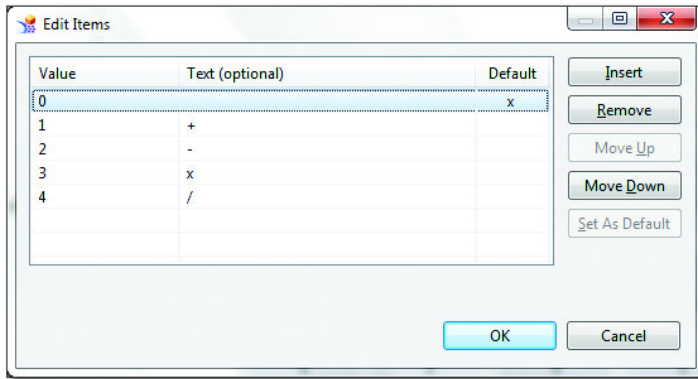 Edit Items
Value Text (optional) Default
0 x
1 +
2 -
3 x
4 /
Insert
Remove
Move Up
Move Down
Set As Default
OK Cancel